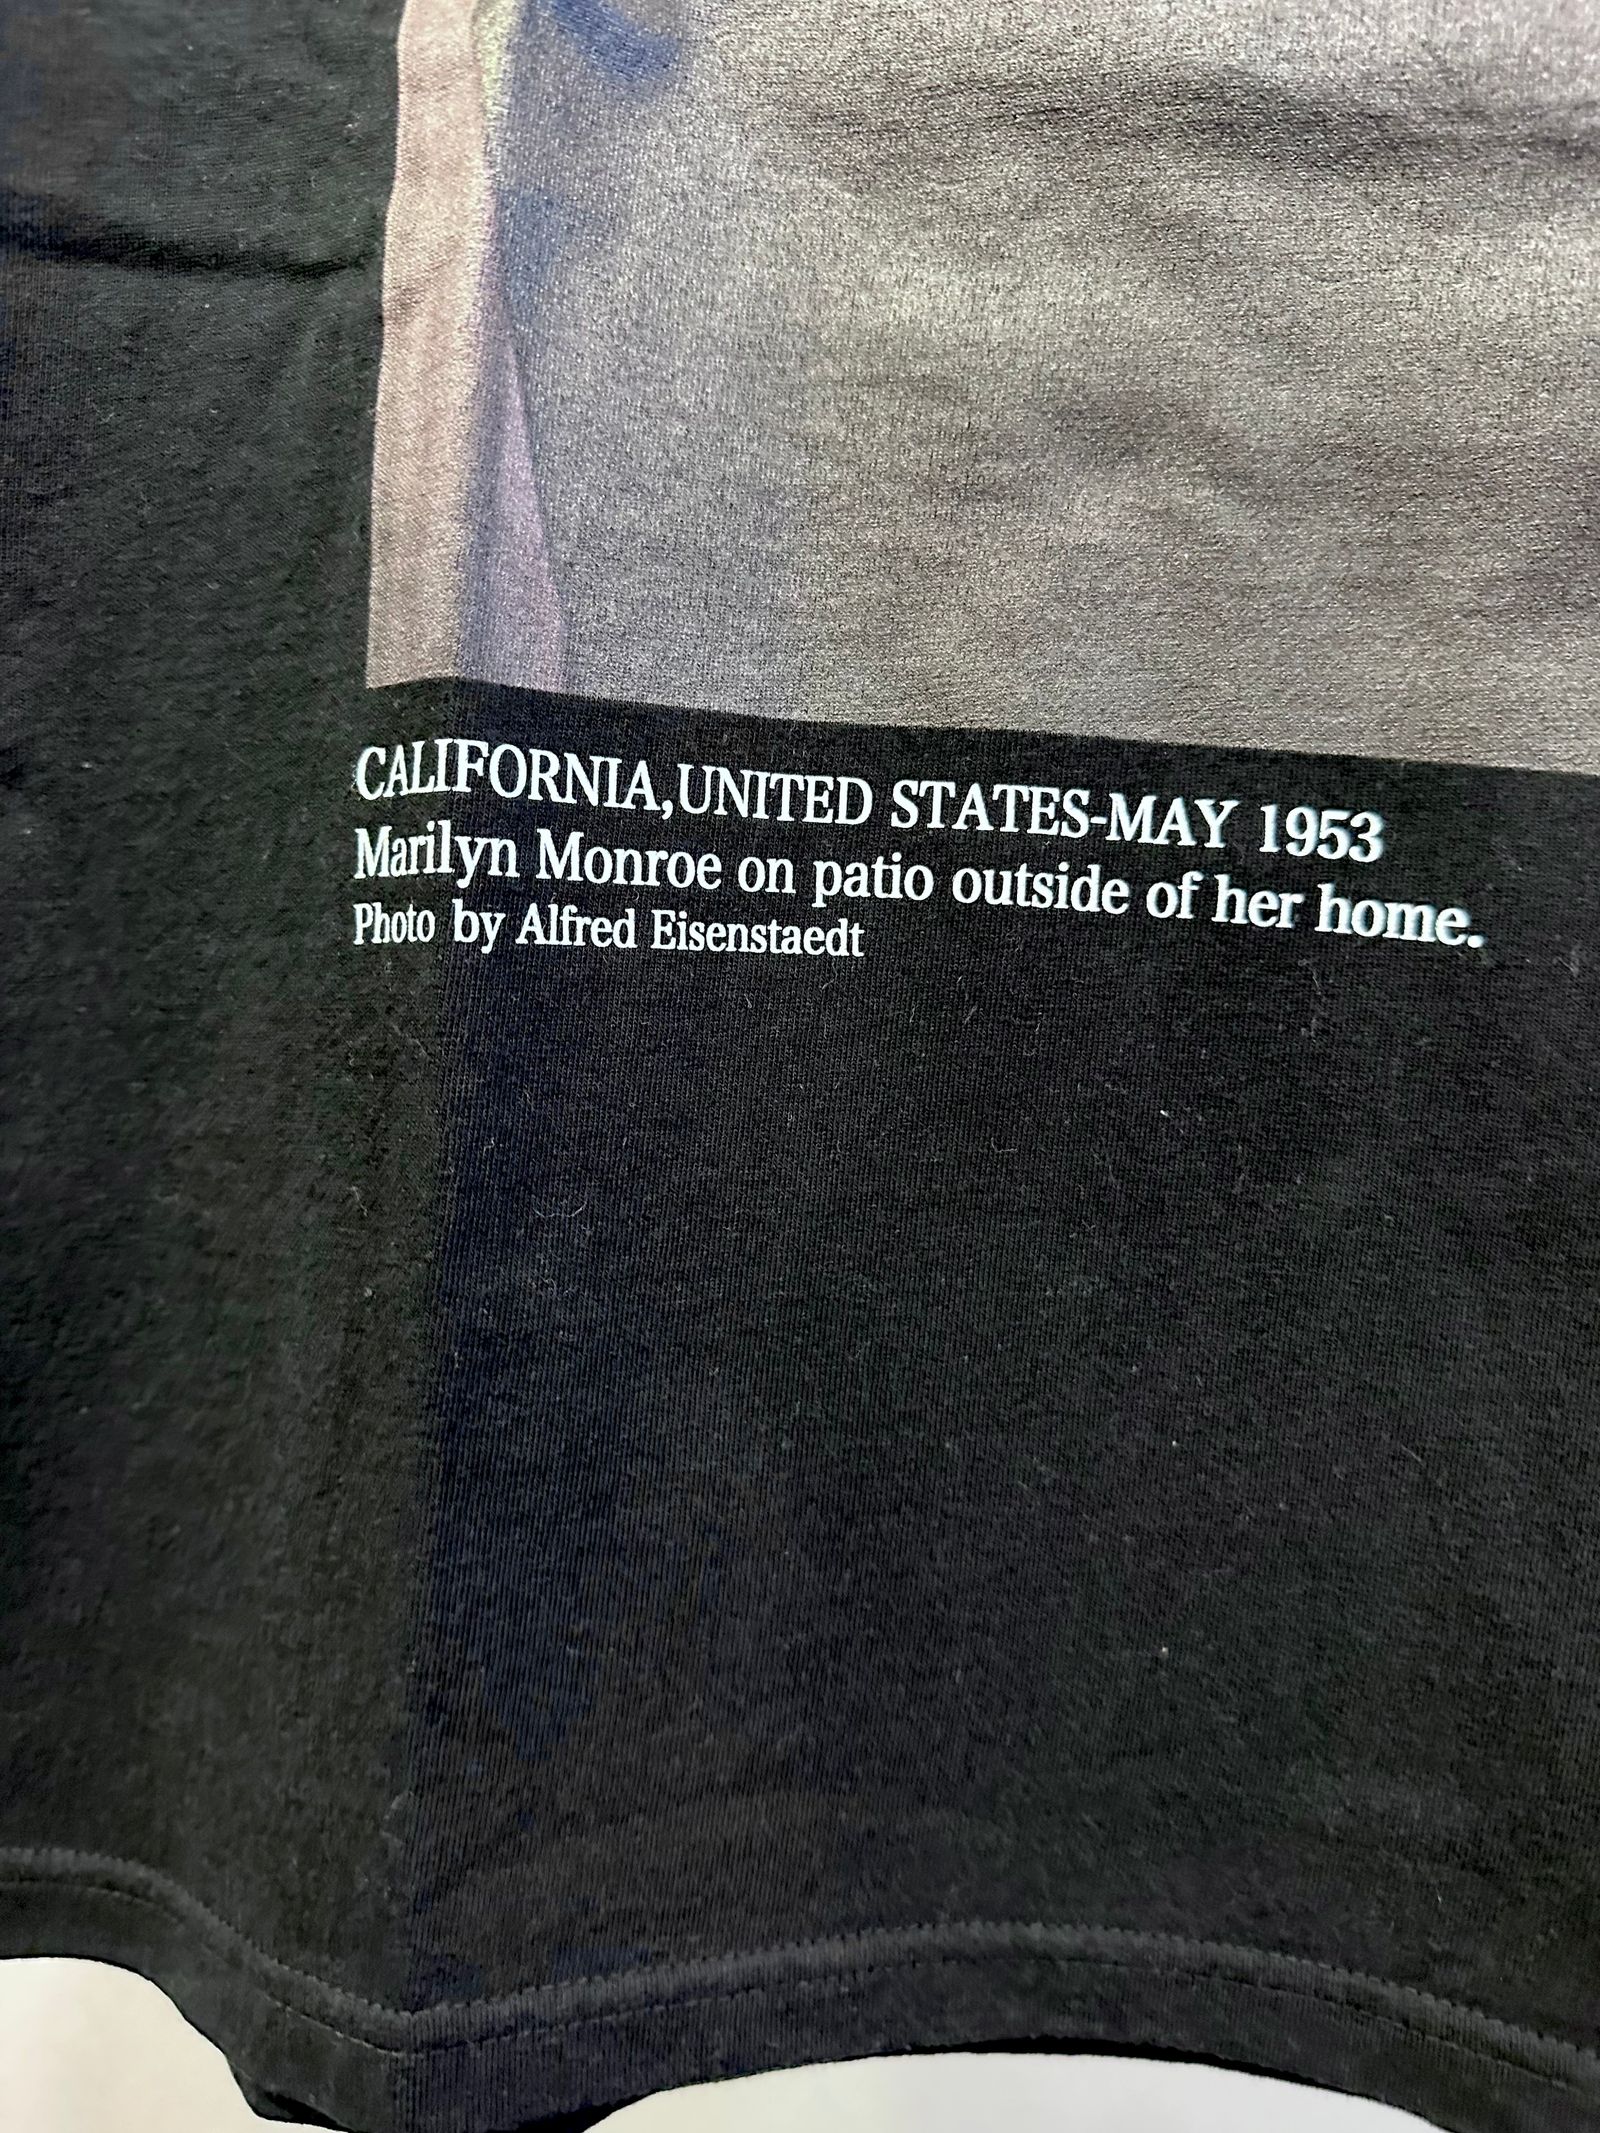 CALIFORNIA,UNITED STATES-MAY 1953
Marilyn Monroe on patio outside of her home.
Photo by Alfred Eisenstaedt